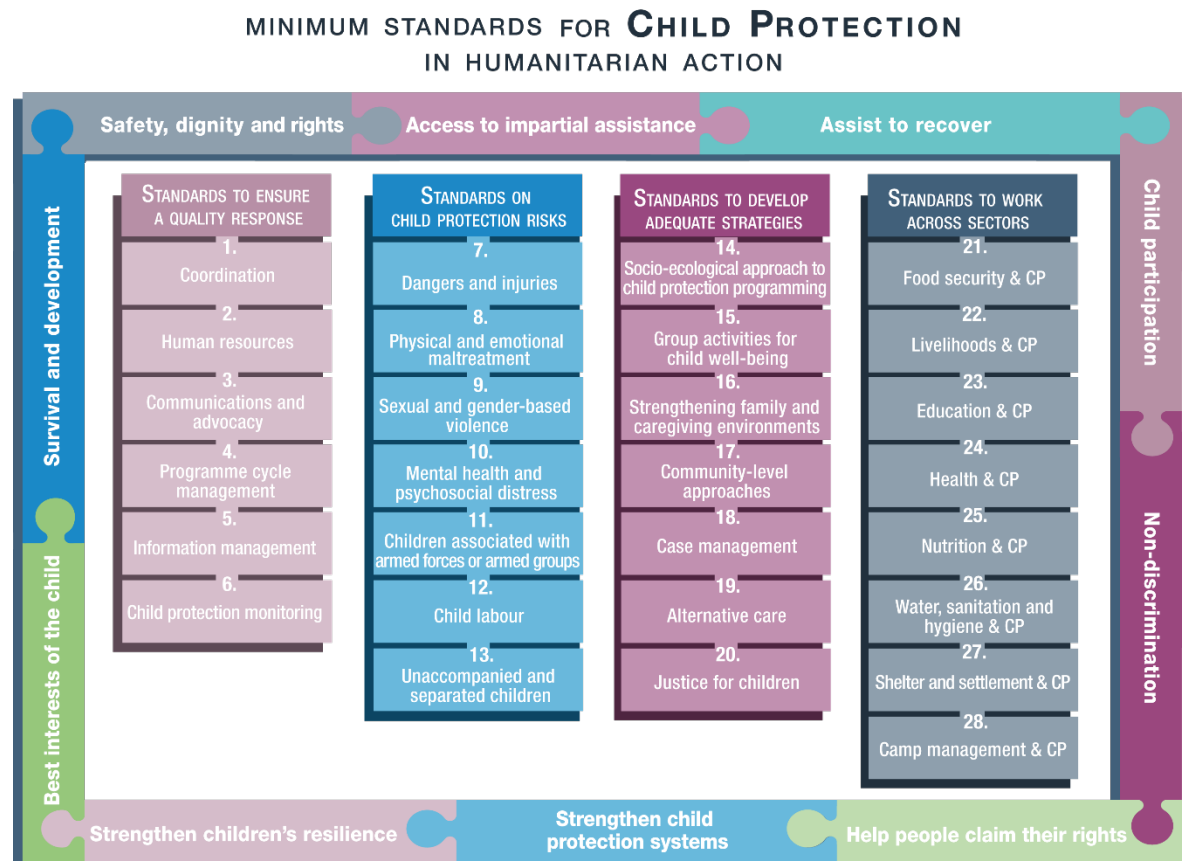 MINIMUM STANDARDS FOR CHILD PROTECTION
IN HUMANITARIAN ACTION
Safety, dignity and rights
Access to impartial assistance
Assist to recover
Survival and development
Best interests of the child
STANDARDS TO ENSURE
A QUALITY RESPONSE
1.
Coordination
2.
Human resources
3.
Communications and
advocacy
4.
Programme cycle
management
5.
Information management
6.
Child protection monitoring
STANDARDS ON
CHILD PROTECTION RISKS
7.
Dangers and injuries
8.
Physical and emotional
maltreatment
9.
Sexual and gender-based
violence
10.
Mental health and
psychosocial distress
11.
Children associated with
armed forces or armed groups
12.
Child labour
13.
Unaccompanied and
separated children
STANDARDS TO DEVELOP
ADEQUATE STRATEGIES
14.
Socio-ecological approach to
child protection programming
15.
Group activities for
child well-being
16.
Strengthening family and
caregiving environments
17.
Community-level
approaches
18.
Case management
19.
Alternative care
20.
Justice for children
STANDARDS TO WORK
ACROSS SECTORS
21.
Food security & CP
22.
Livelihoods & CP
23.
Education & CP
24.
Health & CP
25.
Nutrition & CP
26.
Water, sanitation and
hygiene & CP
27.
Shelter and settlement & CP
28.
Camp management & CP
Child participation
Non-discrimination
Strengthen children’s resilience
Strengthen child
protection systems
Help people claim their rights